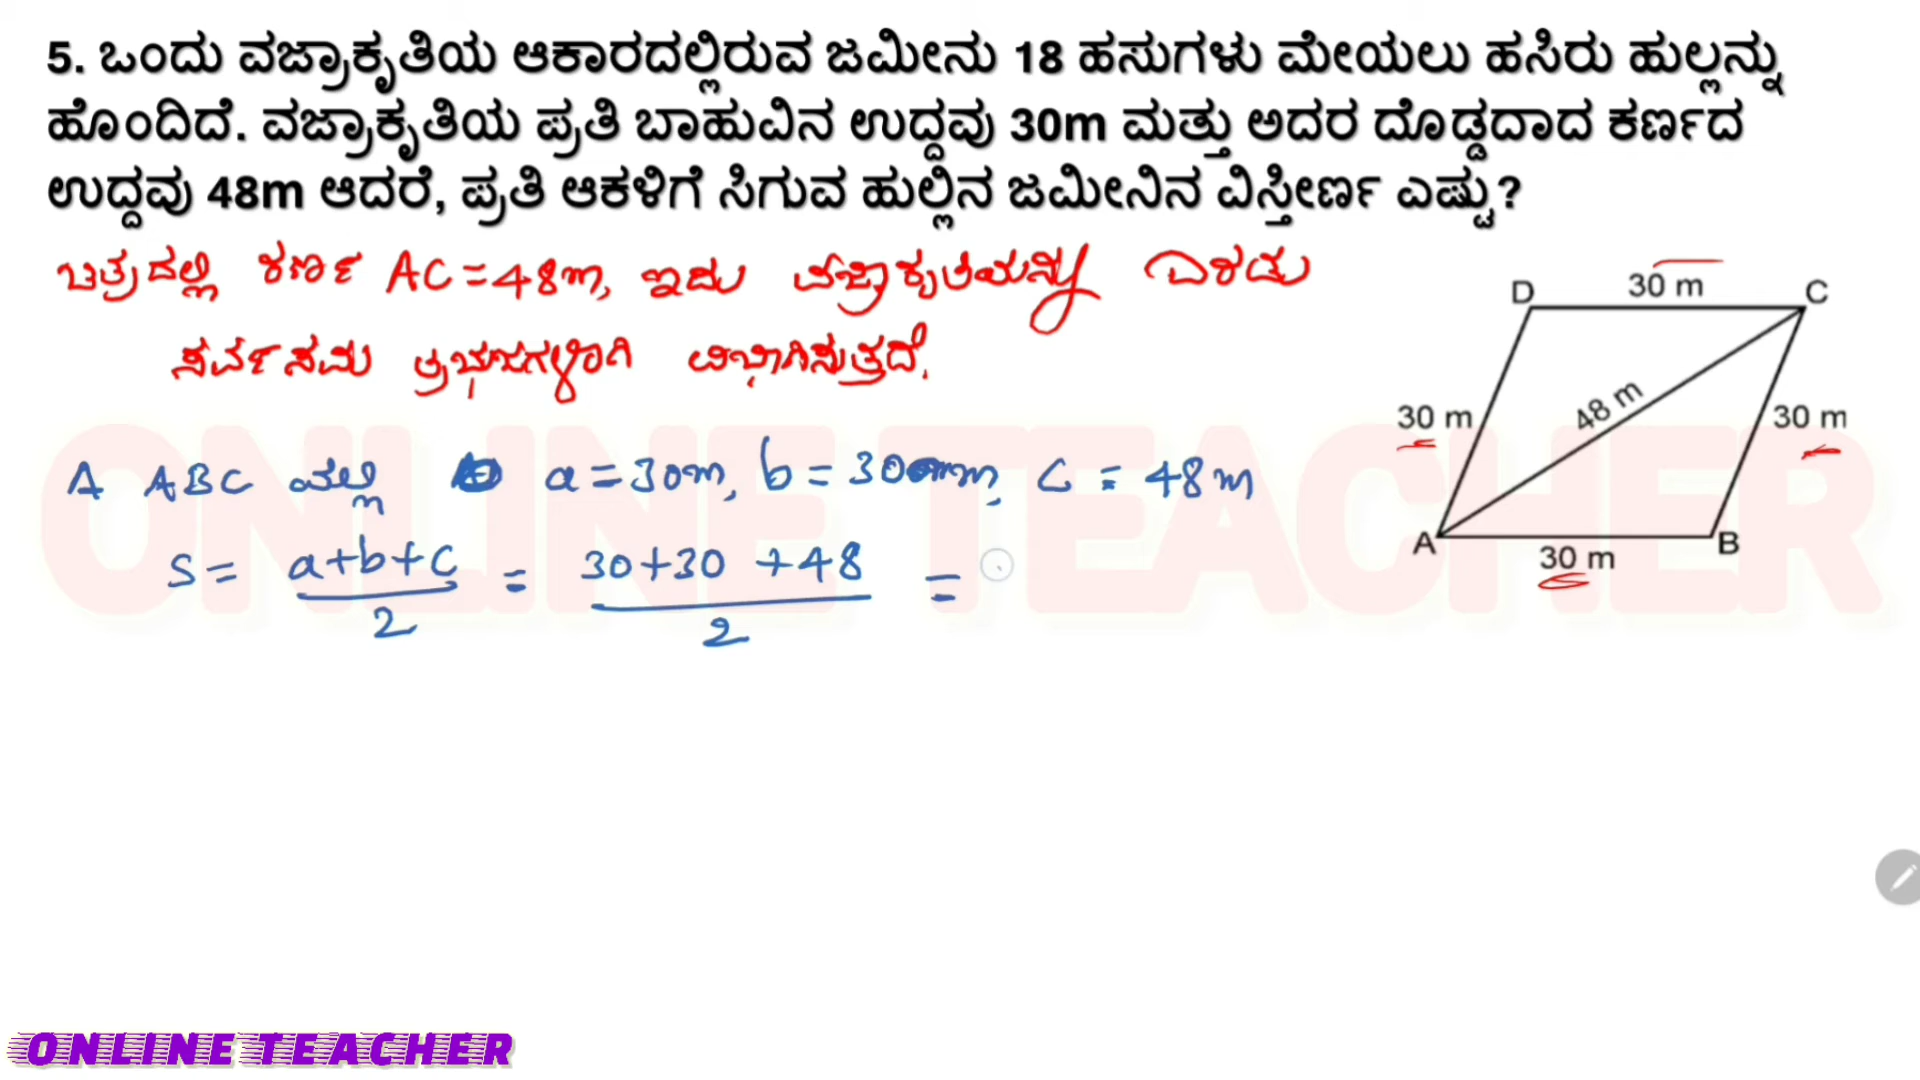 5. ಒಂದು ವಜ್ರಾಕೃತಿಯ ಆಕಾರದಲ್ಲಿರುವ ಜಮೀನು 18 ಹಸುಗಳು ಮೇಯಲು ಹಸಿರು ಹುಲ್ಲನ್ನು
ಹೊಂದಿದೆ. ವಜ್ರಾಕೃತಿಯ ಪ್ರತಿ ಬಾಹುವಿನ ಉದ್ದವು 30m ಮತ್ತು ಅದರ ದೊಡ್ಡದಾದ ಕರ್ಣದ
ಉದ್ದವು 48m ಆದರೆ, ಪ್ರತಿ ಆಕಳಿಗೆ ಸಿಗುವ ಹುಲ್ಲಿನ ಜಮೀನಿನ ವಿಸ್ತೀರ್ಣ ಎಷ್ಟು?
ಚಿತ್ರದಲ್ಲಿ ಕರ್ಣ AC = 48m, ಇದು ವಜ್ರಾಕೃತಿಯನ್ನು ಎರಡು
ಸರ್ವಸಮ ತ್ರಿಭುಜಗಳಾಗಿ ವಿಭಾಗಿಸುತ್ತದೆ.
D 30 m C
30 m 48 m 30 m
A B
30 m
∆ ABC ಯಲ್ಲಿ a = 30m, b = 30m, c = 48m
S = a+b+c / 2 = 30+30+48 / 2 =
ONLINE TEACHER
ONLINE TEACHER